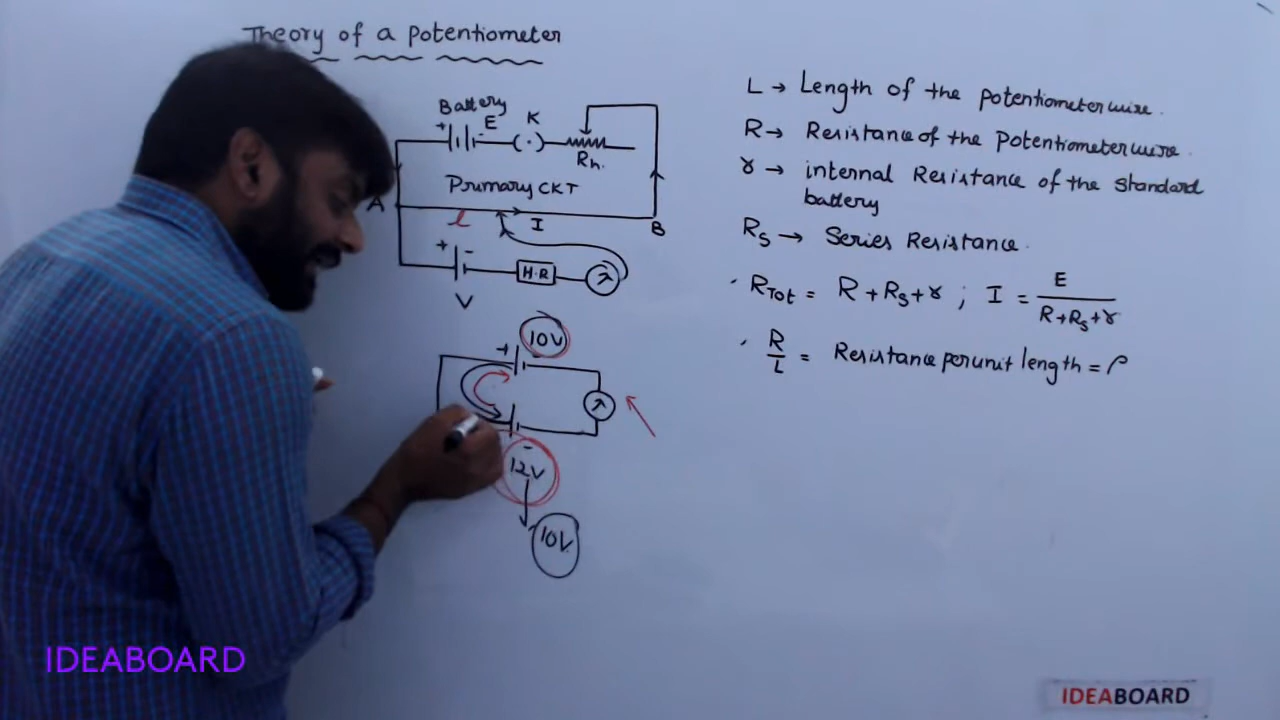 Theory of a Potentiometer
Battery
+ E - K
Rh.
Primary CKT
A
l I B
+ -
H.R
V
10V
+ -
-
12V
10V
L → Length of the potentiometer wire.
R → Resistance of the Potentiometer wire.
r → internal Resistance of the standard
battery
Rs → Series Resistance.
· RTot = R + Rs + r ; I = E / R + Rs + r
· R / L = Resistance per unit length = ρ
IDEABOARD
IDEABOARD